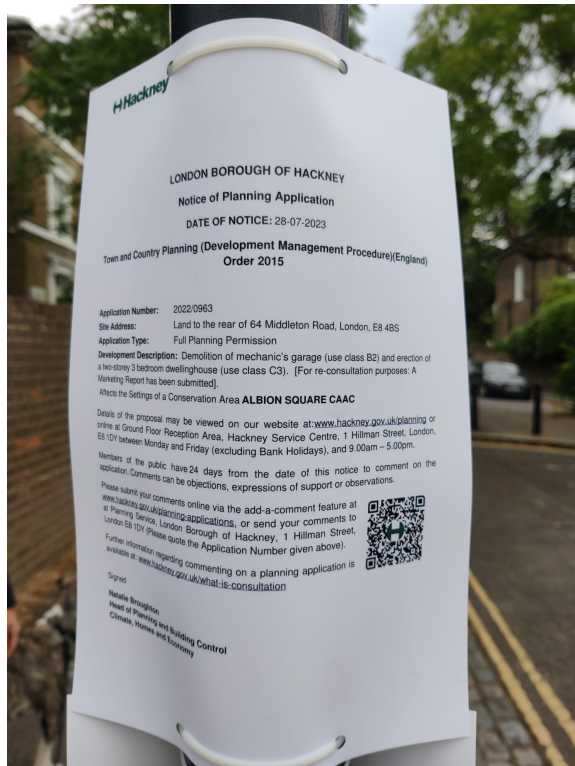 Hackney
LONDON BOROUGH OF HACKNEY
Notice of Planning Application
DATE OF NOTICE: 28-07-2023
Town and Country Planning (Development Management Procedure)(England)
Order 2015
Application Number: 2022/0963
Site Address: Land to the rear of 64 Middleton Road, London, E8 4BS
Application Type: Full Planning Permission
Development Description: Demolition of mechanic's garage (use class B2) and erection of
a two-storey 3 bedroom dwellinghouse (use class C3). [For re-consultation purposes: A
Marketing Report has been submitted].
Affects the Settings of a Conservation Area ALBION SQUARE CAAC
Details of the proposal may be viewed on our website at:www.hackney.gov.uk/planning or
online at Ground Floor Reception Area, Hackney Service Centre, 1 Hillman Street, London,
E8 1DY between Monday and Friday (excluding Bank Holidays), and 9.00am – 5.00pm.
Members of the public have 24 days from the date of this notice to comment on the
application. Comments can be objections, expressions of support or observations.
Please submit your comments online via the add-a-comment feature at
www.hackney.gov.uk/planning-applications, or send your comments to
at Planning Service, London Borough of Hackney, 1 Hillman Street,
London E8 1DY (Please quote the Application Number given above).
Further information regarding commenting on a planning application is
available at: www.hackney.gov.uk/what-is-consultation
Signed
Natalie Broughton
Head of Planning and Building Control
Climate, Homes and Economy